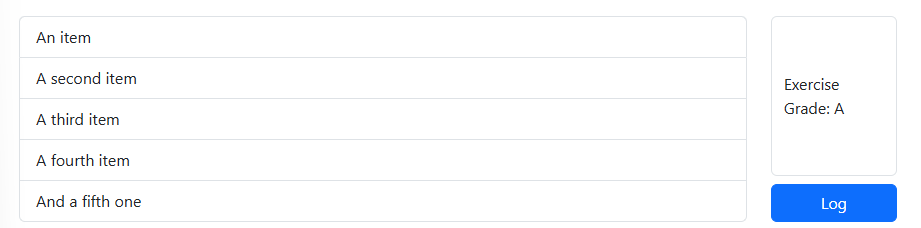 An item
A second item
A third item
A fourth item
And a fifth one
Exercise
Grade: A
Log